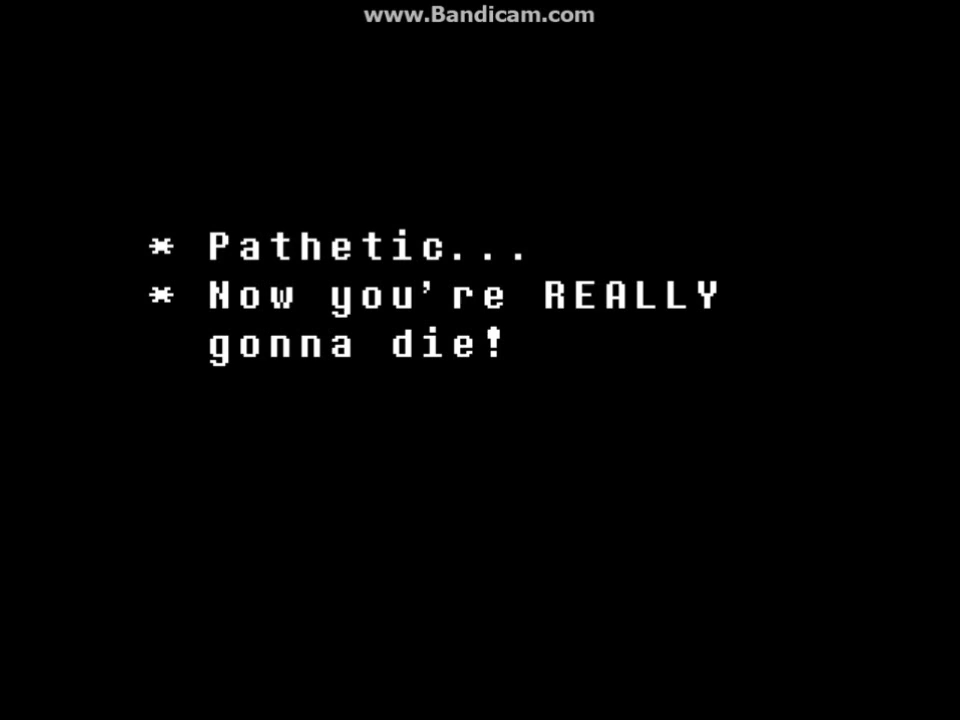 www.Bandicam.com
* Pathetic...
* Now you're REALLY
gonna die!